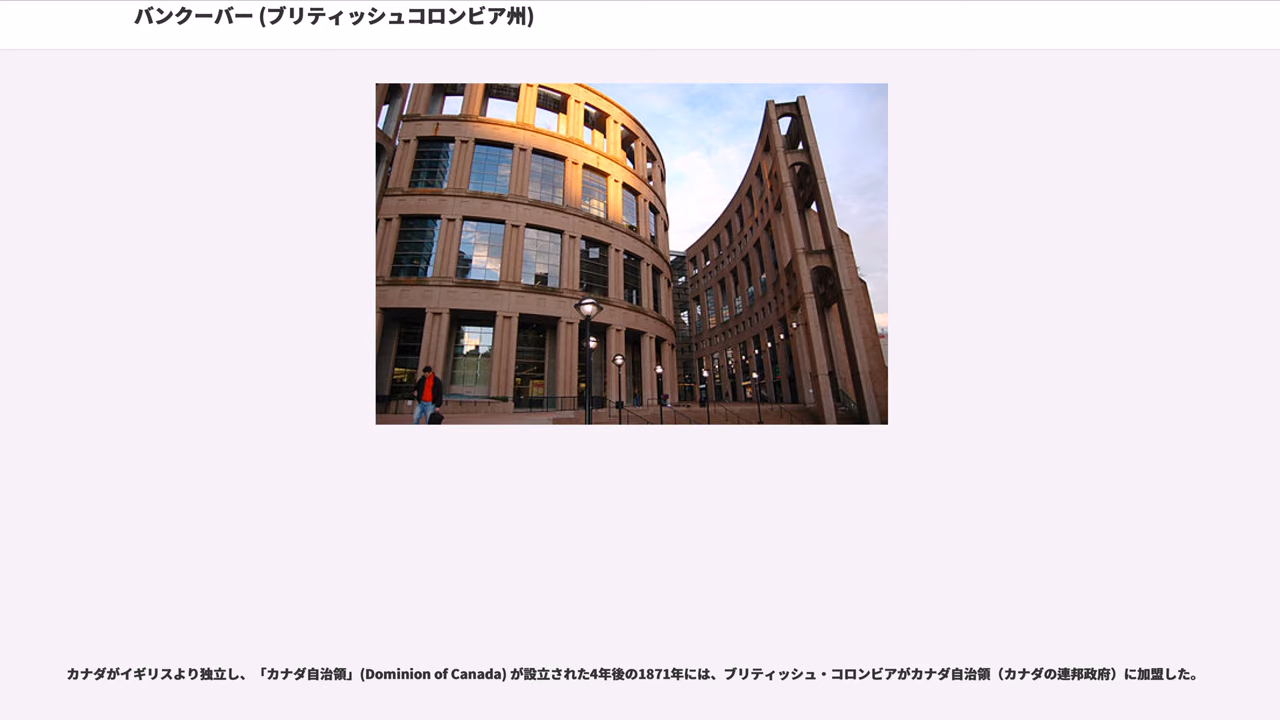 バンクーバー (ブリティッシュコロンビア州)
カナダがイギリスより独立し、「カナダ自治領」(Dominion of Canada) が設立された4年後の1871年には、ブリティッシュ・コロンビアがカナダ自治領（カナダの連邦政府）に加盟した。